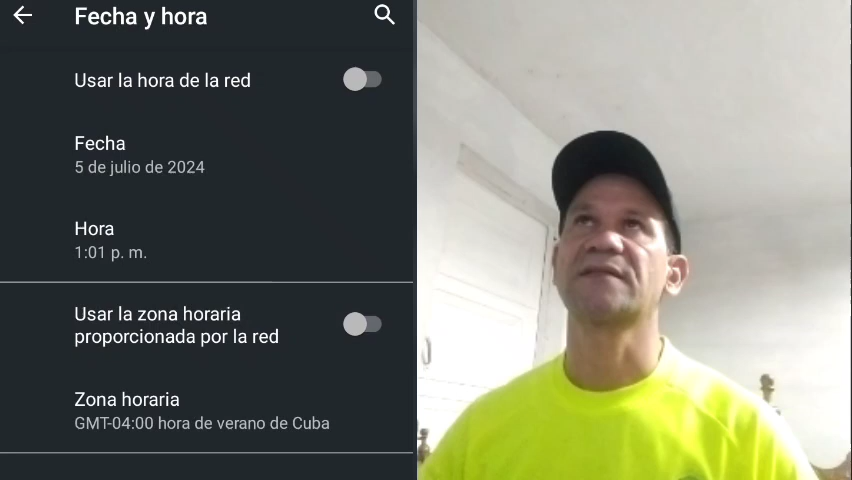 Fecha y hora
Usar la hora de la red
Fecha
5 de julio de 2024
Hora
1:01 p. m.
Usar la zona horaria
proporcionada por la red
Zona horaria
GMT-04:00 hora de verano de Cuba